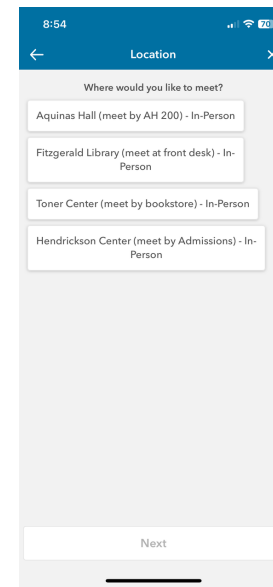 8:54
70
Location
Where would you like to meet?
Aquinas Hall (meet by AH 200) - In-Person
Fitzgerald Library (meet at front desk) - In-
Person
Toner Center (meet by bookstore) - In-Person
Hendrickson Center (meet by Admissions) - In-
Person
Next